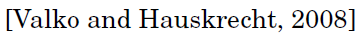 [Valko and Hauskrecht, 2008]